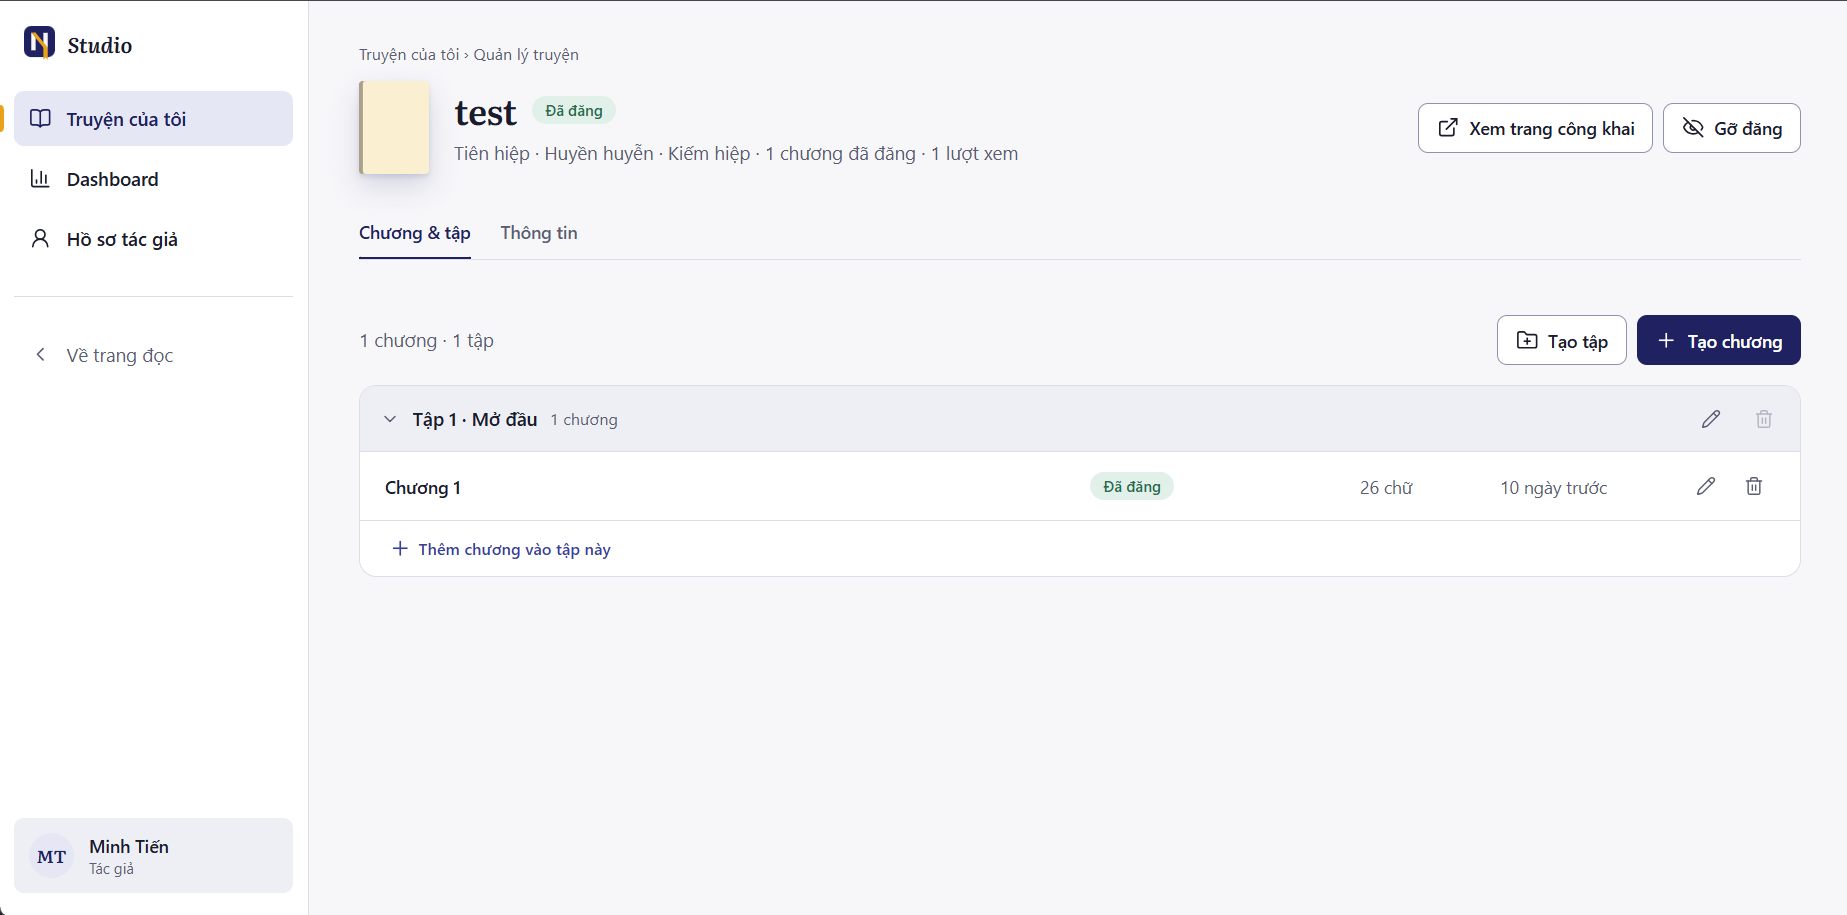 N Studio
Truyện của tôi
Dashboard
Hồ sơ tác giả
Về trang đọc
MT
Minh Tiến
Tác giả
Truyện của tôi › Quản lý truyện
test Đã đăng
Tiên hiệp · Huyền huyễn · Kiếm hiệp · 1 chương đã đăng · 1 lượt xem
Xem trang công khai
Gỡ đăng
Chương & tập Thông tin
1 chương · 1 tập
Tạo tập
Tạo chương
Tập 1 · Mở đầu 1 chương
Chương 1 Đã đăng 26 chữ 10 ngày trước
Thêm chương vào tập này